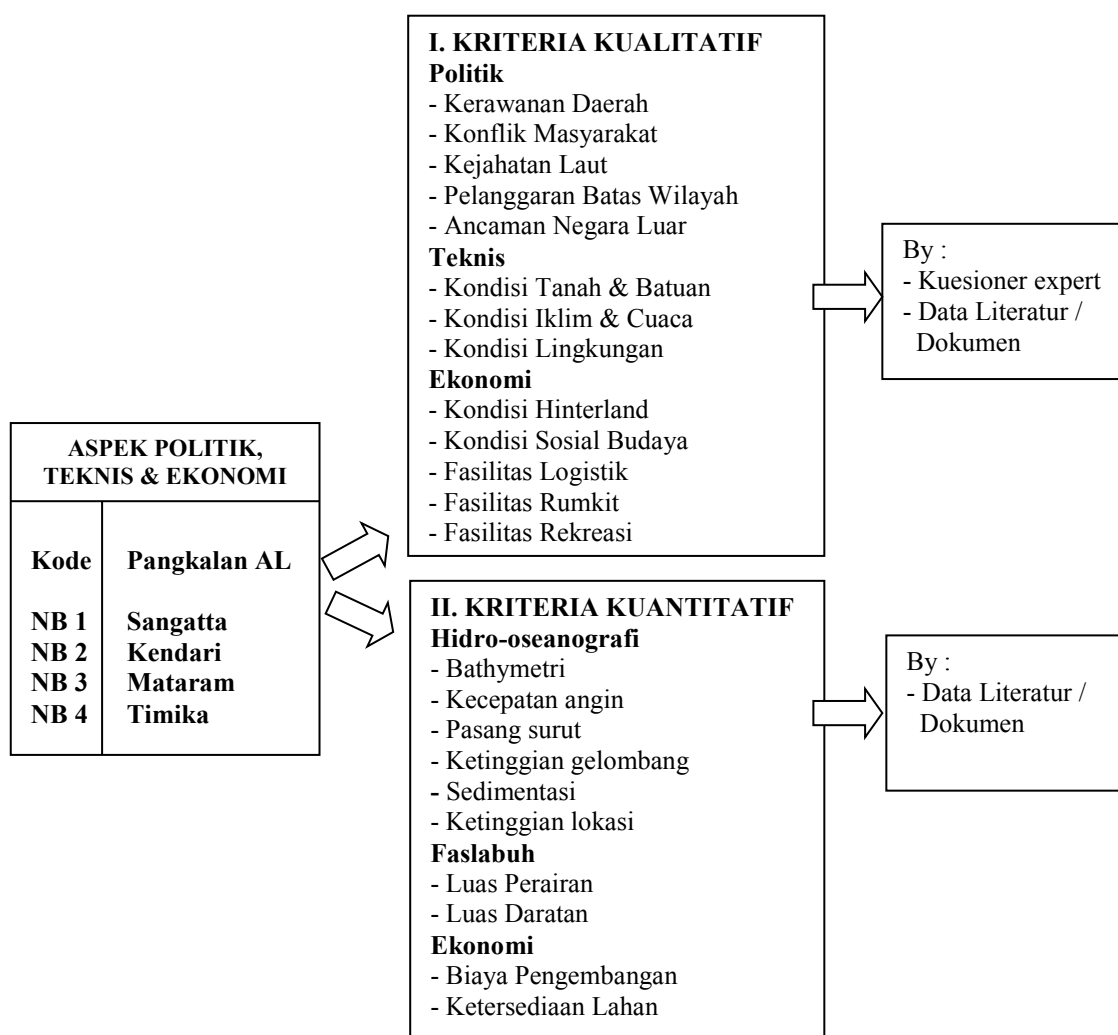 ASPEK POLITIK,
TEKNIS & EKONOMI
Kode Pangkalan AL
NB 1 Sangatta
NB 2 Kendari
NB 3 Mataram
NB 4 Timika
I. KRITERIA KUALITATIF
Politik
- Kerawanan Daerah
- Konflik Masyarakat
- Kejahatan Laut
- Pelanggaran Batas Wilayah
- Ancaman Negara Luar
Teknis
- Kondisi Tanah & Batuan
- Kondisi Iklim & Cuaca
- Kondisi Lingkungan
Ekonomi
- Kondisi Hinterland
- Kondisi Sosial Budaya
- Fasilitas Logistik
- Fasilitas Rumkit
- Fasilitas Rekreasi
By :
- Kuesioner expert
- Data Literatur /
Dokumen
II. KRITERIA KUANTITATIF
Hidro-oseanografi
- Bathymetri
- Kecepatan angin
- Pasang surut
- Ketinggian gelombang
- Sedimentasi
- Ketinggian lokasi
Faslabuh
- Luas Perairan
- Luas Daratan
Ekonomi
- Biaya Pengembangan
- Ketersediaan Lahan
By :
- Data Literatur /
Dokumen